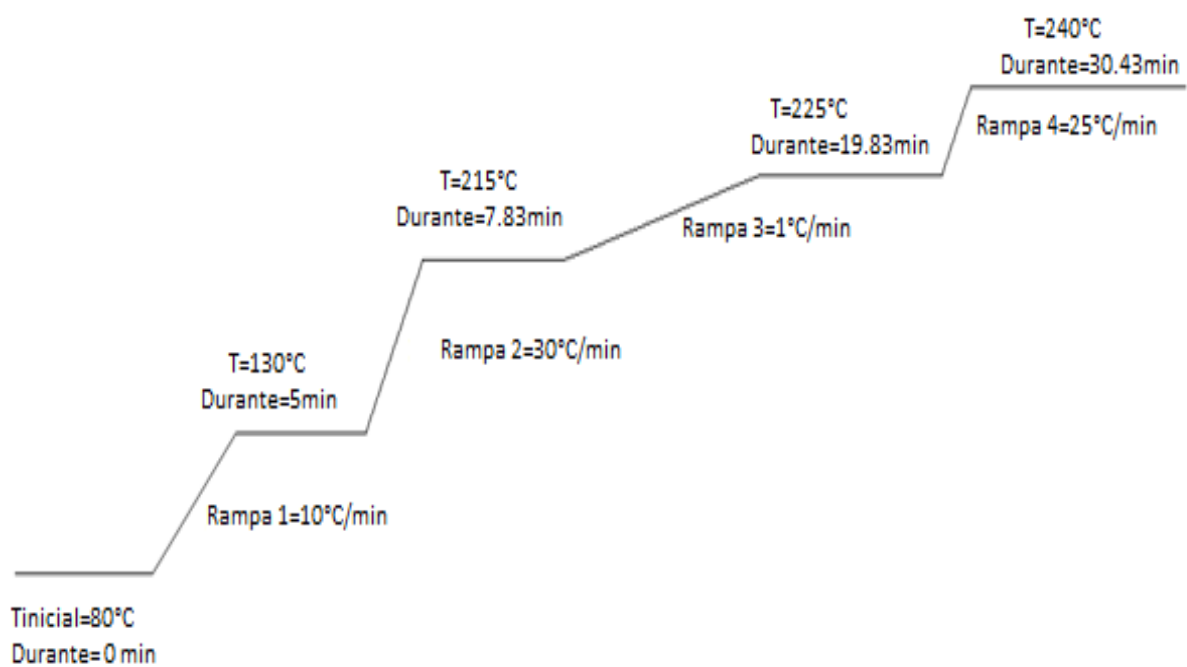 T=240°C
Durante=30.43min
Rampa 4=25°C/min
T=225°C
Durante=19.83min
T=215°C
Durante=7.83min
Rampa 3=1°C/min
Rampa 2=30°C/min
T=130°C
Durante=5min
Rampa 1=10°C/min
Tinicial=80°C
Durante=0 min